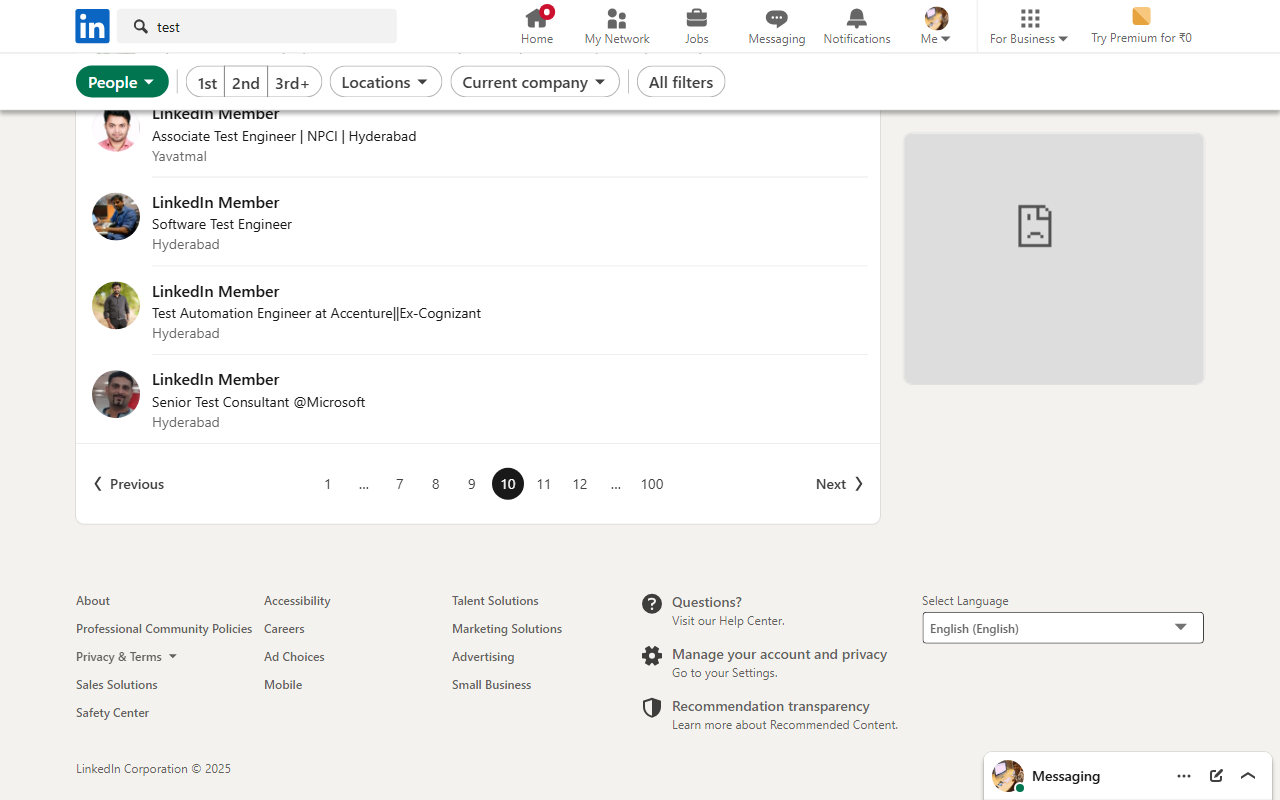 in
test
Home
My Network
Jobs
Messaging
Notifications
Me
For Business
Try Premium for ₹0
People
1st
2nd
3rd+
Locations
Current company
All filters
LinkedIn Member
Associate Test Engineer | NPCI | Hyderabad
Yavatmal
LinkedIn Member
Software Test Engineer
Hyderabad
LinkedIn Member
Test Automation Engineer at Accenture||Ex-Cognizant
Hyderabad
LinkedIn Member
Senior Test Consultant @Microsoft
Hyderabad
Previous 1 … 7 8 9 10 11 12 … 100 Next
About
Professional Community Policies
Privacy & Terms
Sales Solutions
Safety Center
Accessibility
Careers
Ad Choices
Mobile
Talent Solutions
Marketing Solutions
Advertising
Small Business
Questions?
Visit our Help Center.
Manage your account and privacy
Go to your Settings.
Recommendation transparency
Learn more about Recommended Content.
Select Language
English (English)
LinkedIn Corporation © 2025
Messaging